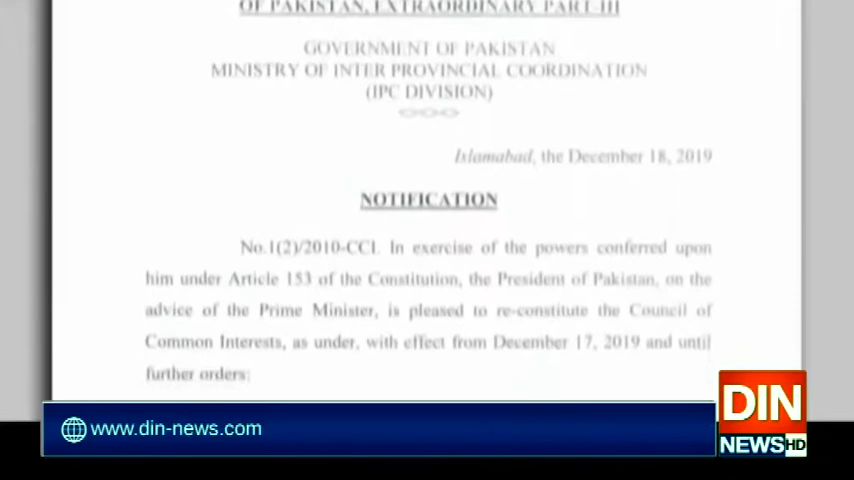 OF PAKISTAN, EXTRAORDINARY PART-III
GOVERNMENT OF PAKISTAN
MINISTRY OF INTER PROVINCIAL COORDINATION
(IPC DIVISION)
Islamabad, the December 18, 2019
NOTIFICATION
No.1(2)/2010-CCI. In exercise of the powers conferred upon
him under Article 153 of the Constitution, the President of Pakistan, on the
advice of the Prime Minister, is pleased to re-constitute the Council of
Common Interests, as under, with effect from December 17, 2019 and until
further orders:
www.din-news.com
DIN
NEWS HD